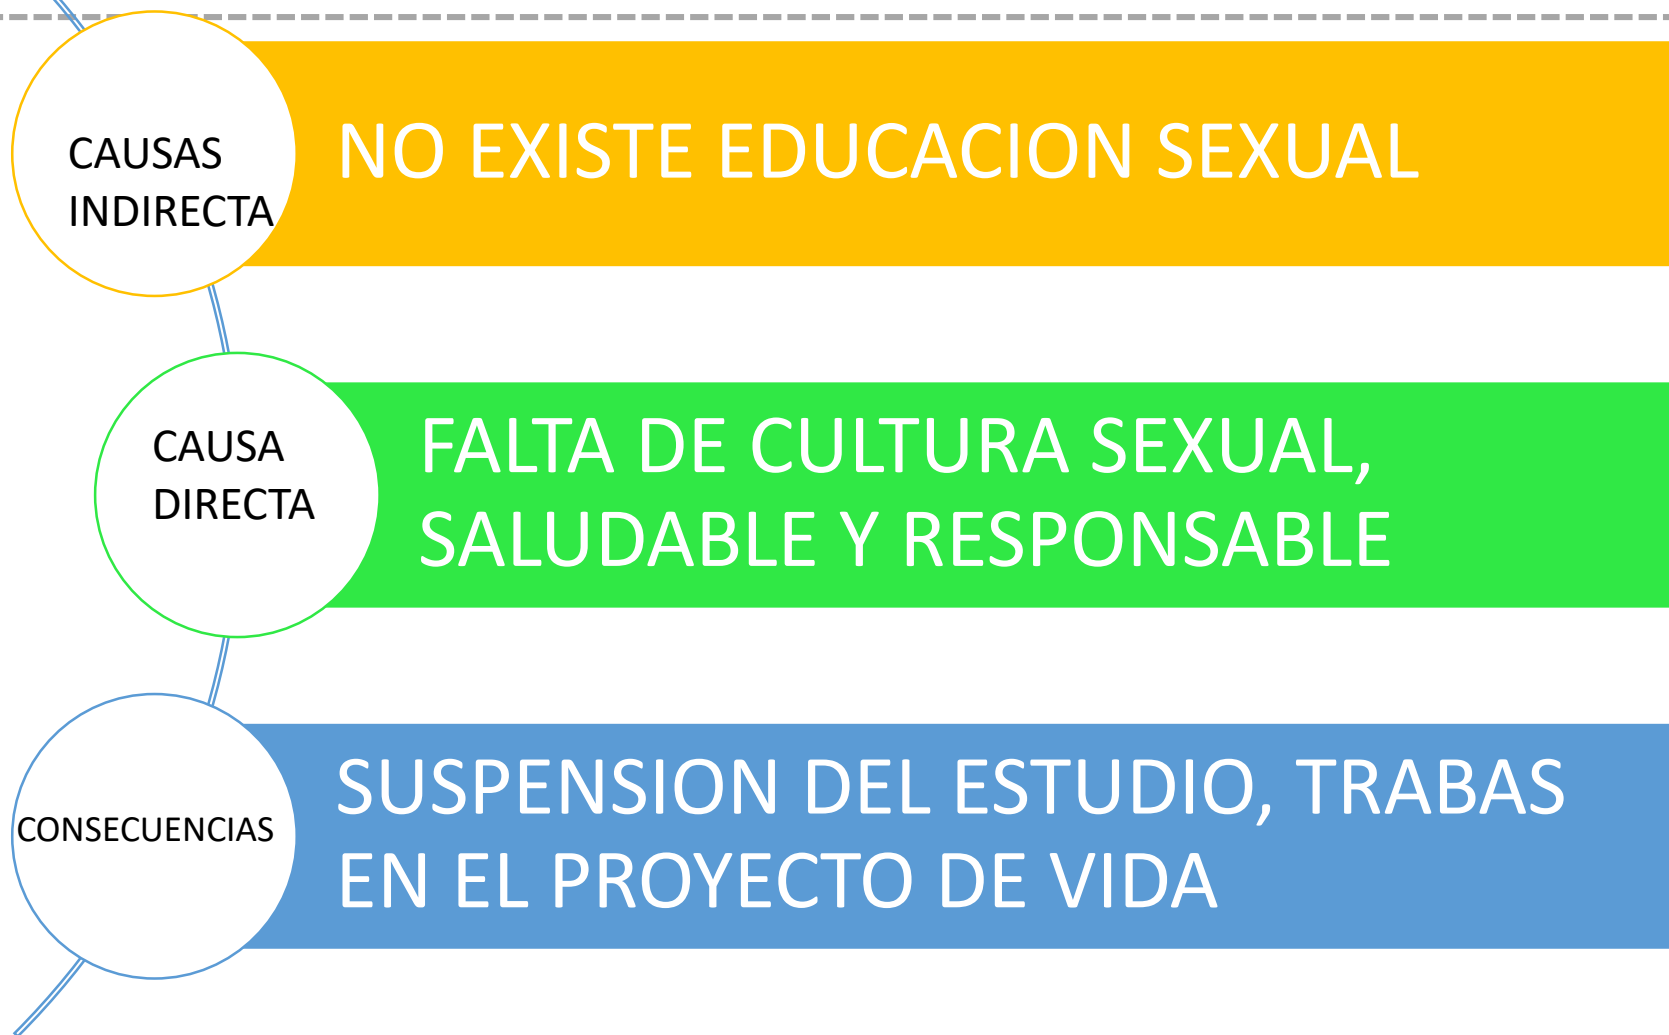 CAUSAS
INDIRECTA
NO EXISTE EDUCACION SEXUAL
CAUSA
DIRECTA
FALTA DE CULTURA SEXUAL,
SALUDABLE Y RESPONSABLE
CONSECUENCIAS
SUSPENSION DEL ESTUDIO, TRABAS
EN EL PROYECTO DE VIDA